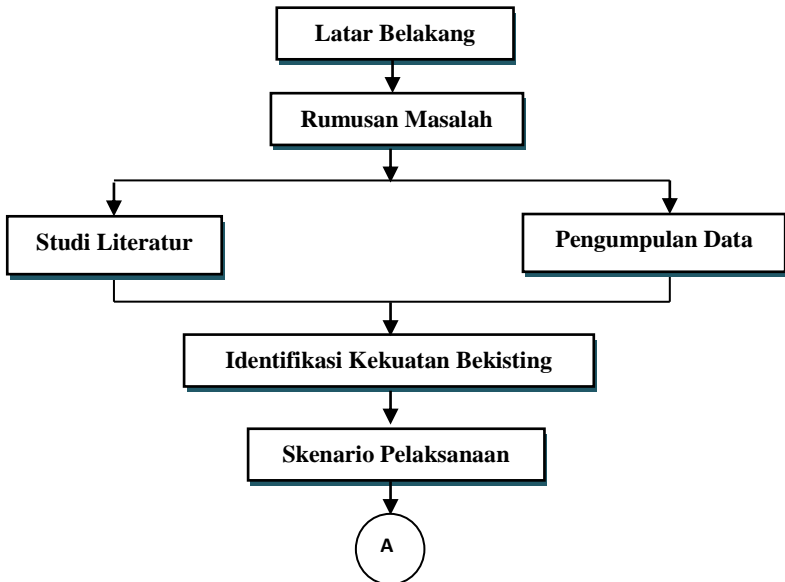 Latar Belakang
Rumusan Masalah
Studi Literatur
Pengumpulan Data
Identifikasi Kekuatan Bekisting
Skenario Pelaksanaan
A